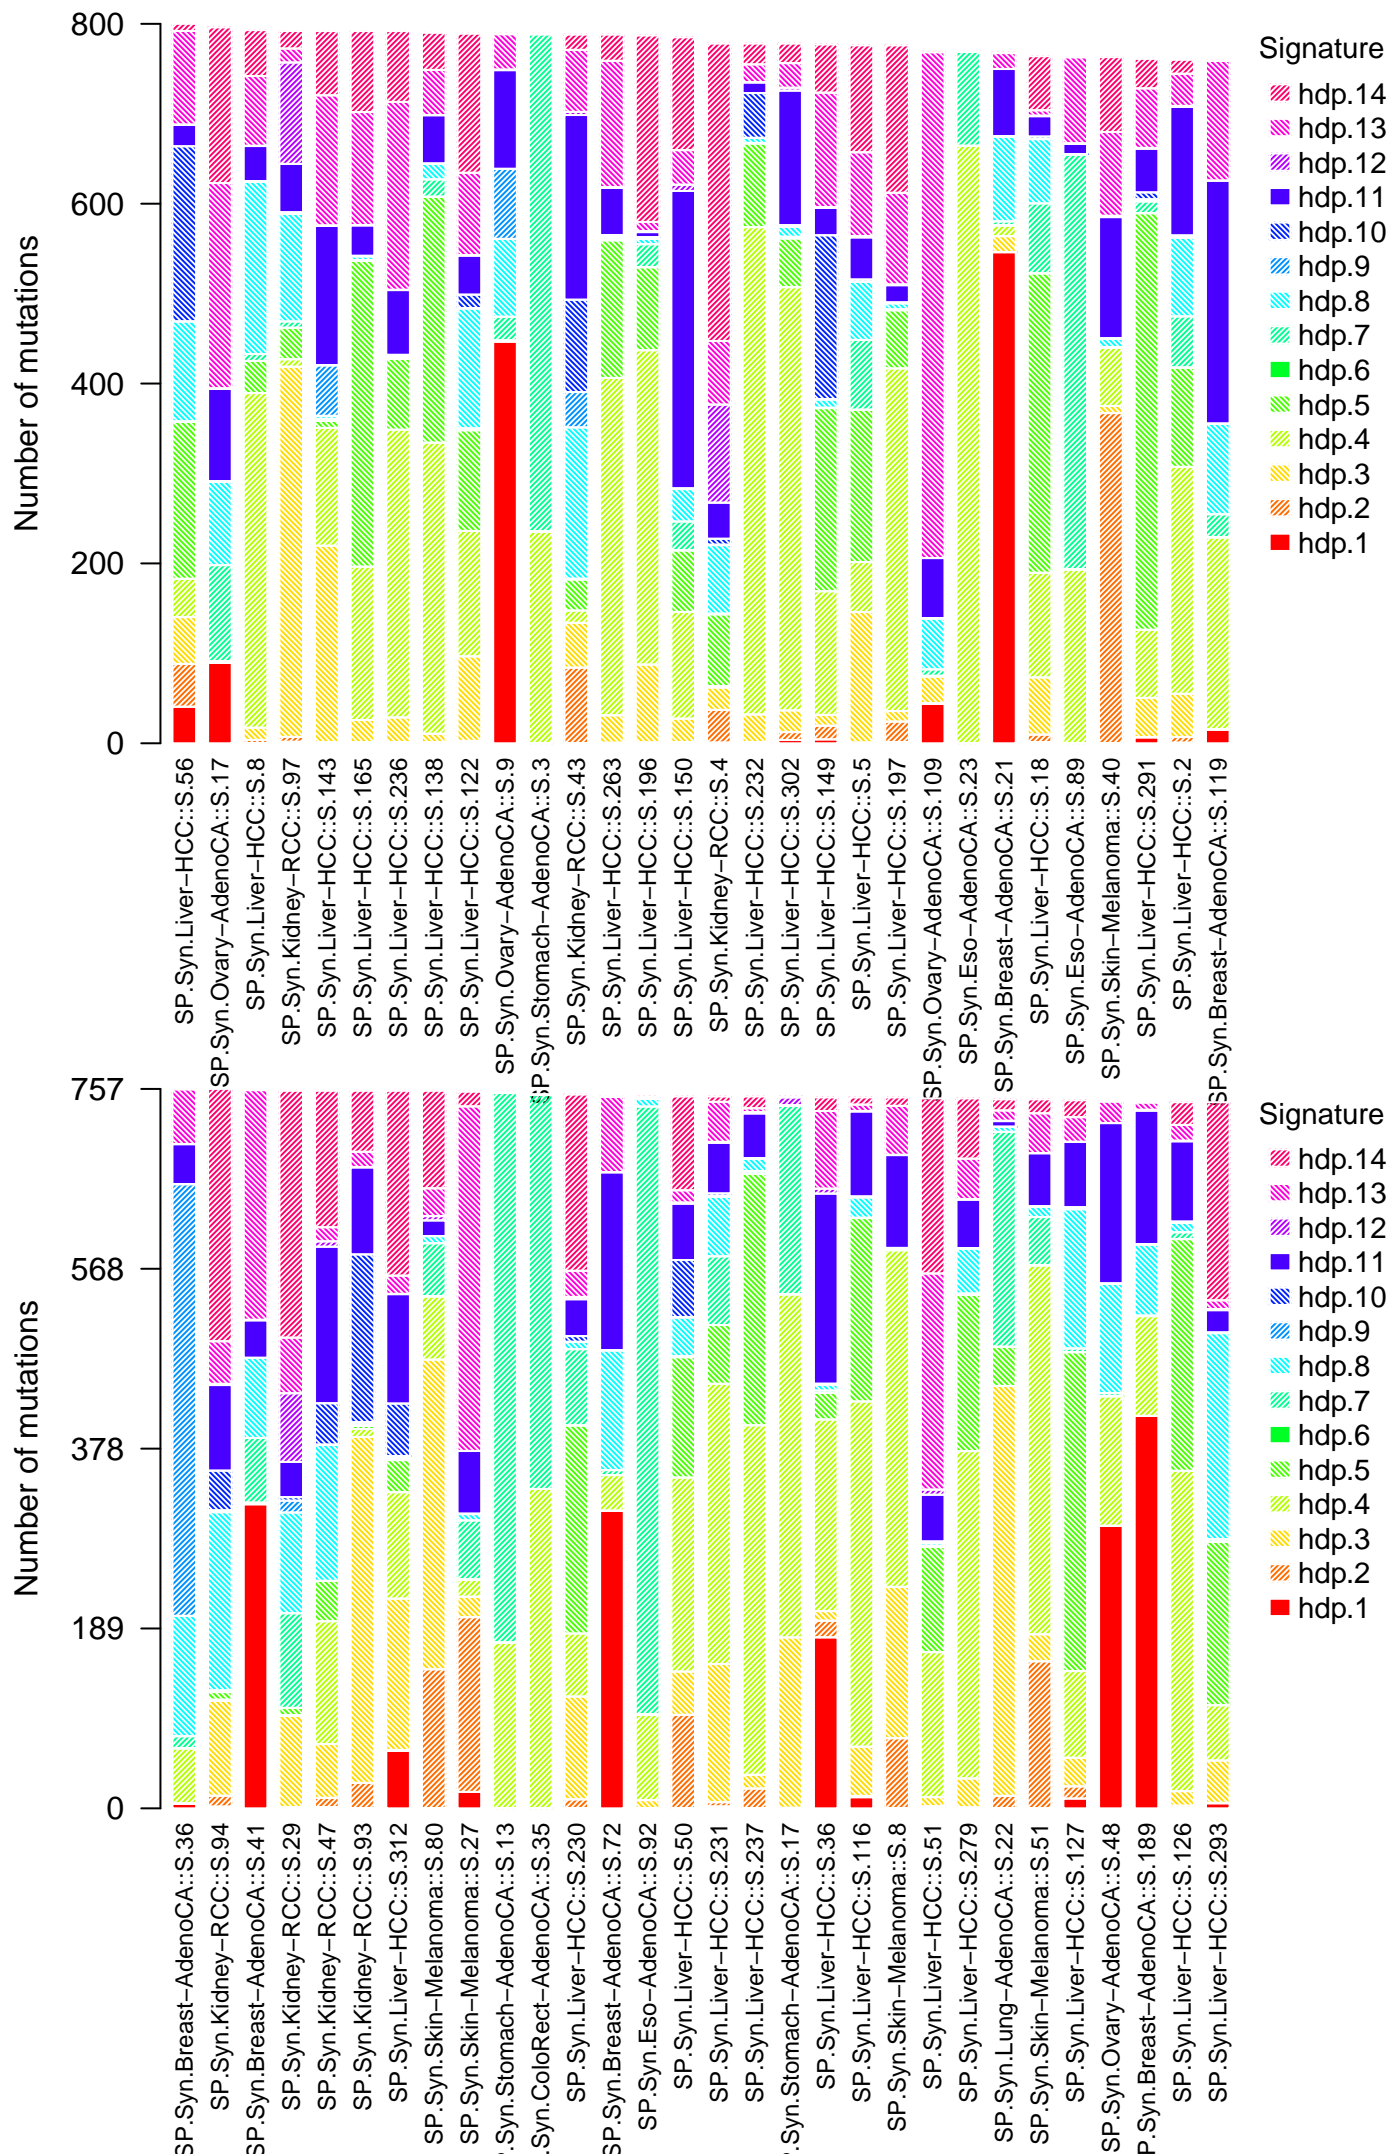 800
600
400
200
0
Number of mutations
Signature
hdp.14
hdp.13
hdp.12
hdp.11
hdp.10
hdp.9
hdp.8
hdp.7
hdp.6
hdp.5
hdp.4
hdp.3
hdp.2
hdp.1
SP.Syn.Liver−HCC::S.56
SP.Syn.Ovary−AdenoCA::S.17
SP.Syn.Liver−HCC::S.8
SP.Syn.Kidney−RCC::S.97
SP.Syn.Liver−HCC::S.143
SP.Syn.Liver−HCC::S.165
SP.Syn.Liver−HCC::S.236
SP.Syn.Liver−HCC::S.138
SP.Syn.Liver−HCC::S.122
SP.Syn.Ovary−AdenoCA::S.9
SP.Syn.Stomach−AdenoCA::S.3
SP.Syn.Kidney−RCC::S.43
SP.Syn.Liver−HCC::S.263
SP.Syn.Liver−HCC::S.196
SP.Syn.Liver−HCC::S.150
SP.Syn.Kidney−RCC::S.4
SP.Syn.Liver−HCC::S.232
SP.Syn.Liver−HCC::S.302
SP.Syn.Liver−HCC::S.149
SP.Syn.Liver−HCC::S.5
SP.Syn.Liver−HCC::S.197
SP.Syn.Ovary−AdenoCA::S.109
SP.Syn.Eso−AdenoCA::S.23
SP.Syn.Breast−AdenoCA::S.21
SP.Syn.Liver−HCC::S.18
SP.Syn.Eso−AdenoCA::S.89
SP.Syn.Skin−Melanoma::S.40
SP.Syn.Liver−HCC::S.291
SP.Syn.Liver−HCC::S.2
SP.Syn.Breast−AdenoCA::S.119
757
568
378
189
0
Number of mutations
Signature
hdp.14
hdp.13
hdp.12
hdp.11
hdp.10
hdp.9
hdp.8
hdp.7
hdp.6
hdp.5
hdp.4
hdp.3
hdp.2
hdp.1
SP.Syn.Breast−AdenoCA::S.36
SP.Syn.Kidney−RCC::S.94
SP.Syn.Breast−AdenoCA::S.41
SP.Syn.Kidney−RCC::S.29
SP.Syn.Kidney−RCC::S.47
SP.Syn.Kidney−RCC::S.93
SP.Syn.Liver−HCC::S.312
SP.Syn.Skin−Melanoma::S.80
SP.Syn.Skin−Melanoma::S.27
P.Syn.Stomach−AdenoCA::S.13
.Syn.ColoRect−AdenoCA::S.35
SP.Syn.Liver−HCC::S.230
SP.Syn.Breast−AdenoCA::S.72
SP.Syn.Eso−AdenoCA::S.92
SP.Syn.Liver−HCC::S.50
SP.Syn.Liver−HCC::S.231
SP.Syn.Liver−HCC::S.237
P.Syn.Stomach−AdenoCA::S.17
SP.Syn.Liver−HCC::S.36
SP.Syn.Liver−HCC::S.116
SP.Syn.Skin−Melanoma::S.8
SP.Syn.Liver−HCC::S.51
SP.Syn.Liver−HCC::S.279
SP.Syn.Lung−AdenoCA::S.22
SP.Syn.Skin−Melanoma::S.51
SP.Syn.Liver−HCC::S.127
SP.Syn.Ovary−AdenoCA::S.48
P.Syn.Breast−AdenoCA::S.189
SP.Syn.Liver−HCC::S.126
SP.Syn.Liver−HCC::S.293